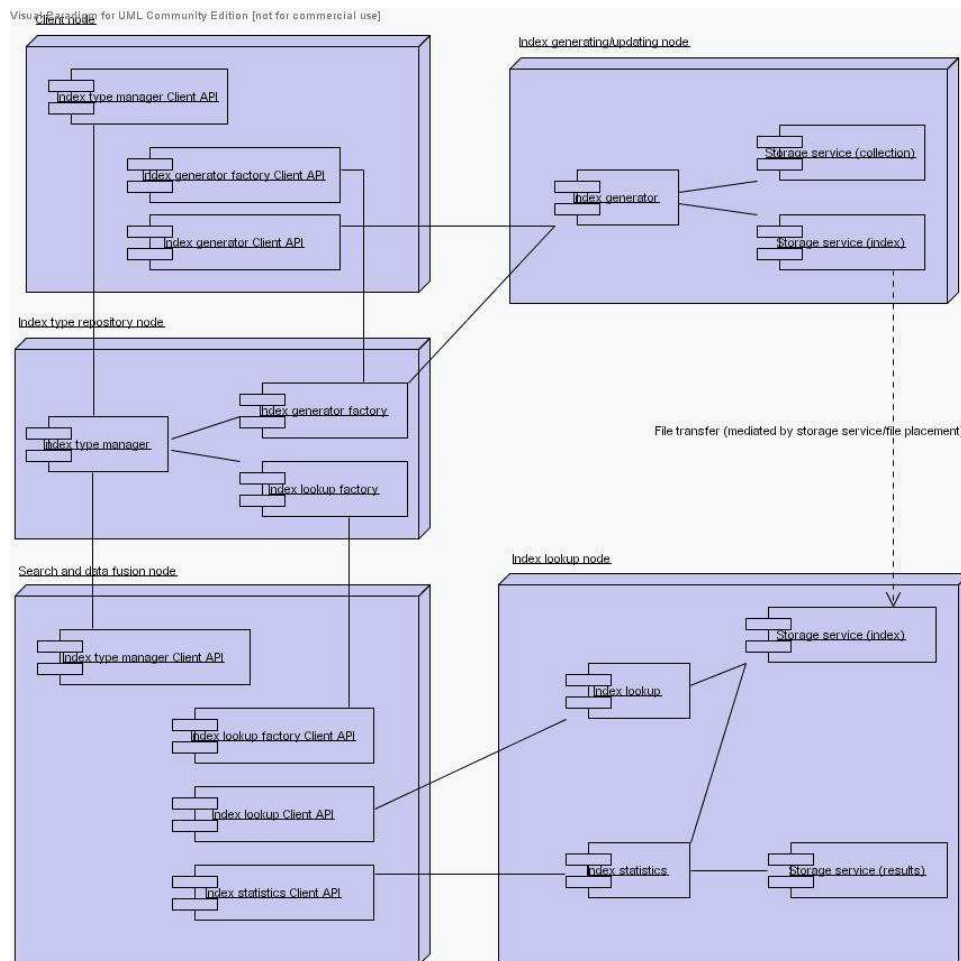 Visual Paradigm for UML Community Edition [not for commercial use]
Client node
Index type manager Client API
Index generator factory Client API
Index generator Client API
Index generating/updating node
Storage service (collection)
Index generator
Storage service (index)
Index type repository node
Index generator factory
Index type manager
Index lookup factory
File transfer (mediated by storage service/file placement)
Search and data fusion node
Index type manager Client API
Index lookup factory Client API
Index lookup Client API
Index statistics Client API
Index lookup node
Storage service (index)
Index lookup
Index statistics
Storage service (results)